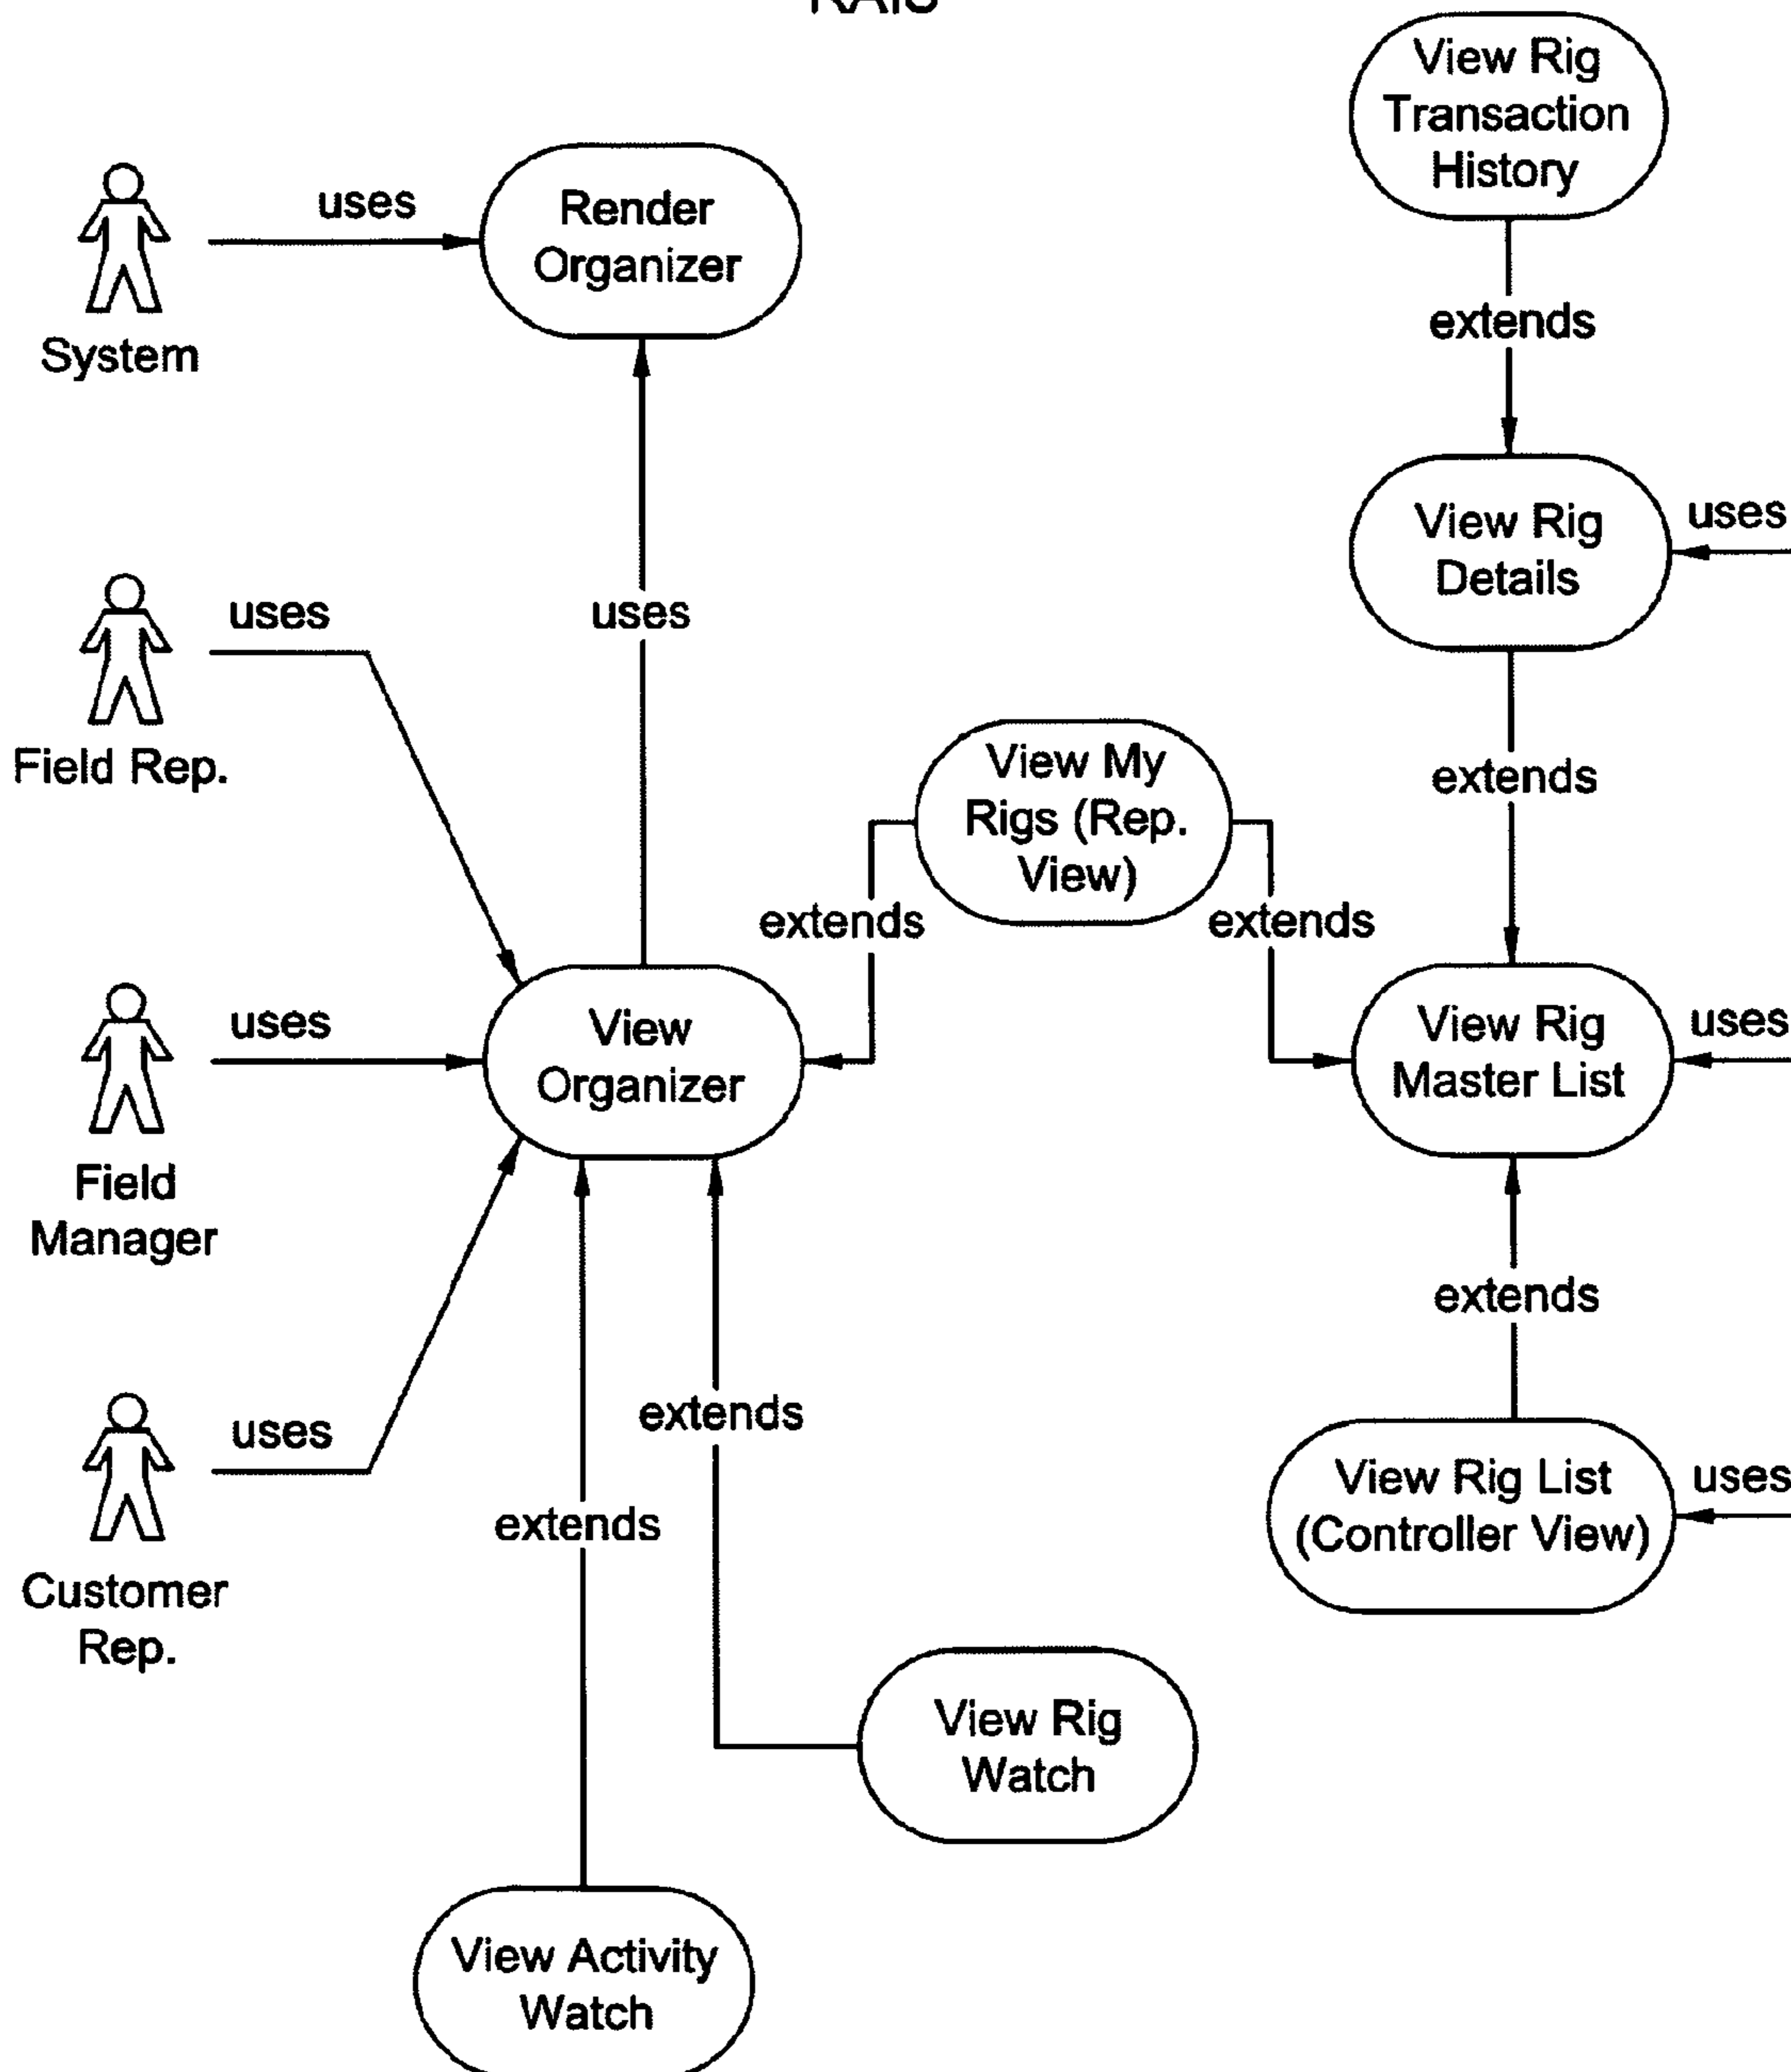 View Rig
Transaction
History
uses
Render
Organizer
System
extends
uses
View Rig
Details
uses
uses
Field Rep.
View My
Rigs (Rep.
View)
extends
extends
extends
uses
View
Organizer
View Rig
Master List
uses
Field
Manager
extends
extends
uses
View Rig List
(Controller View)
uses
extends
Customer
Rep.
View Rig
Watch
View Activity
Watch